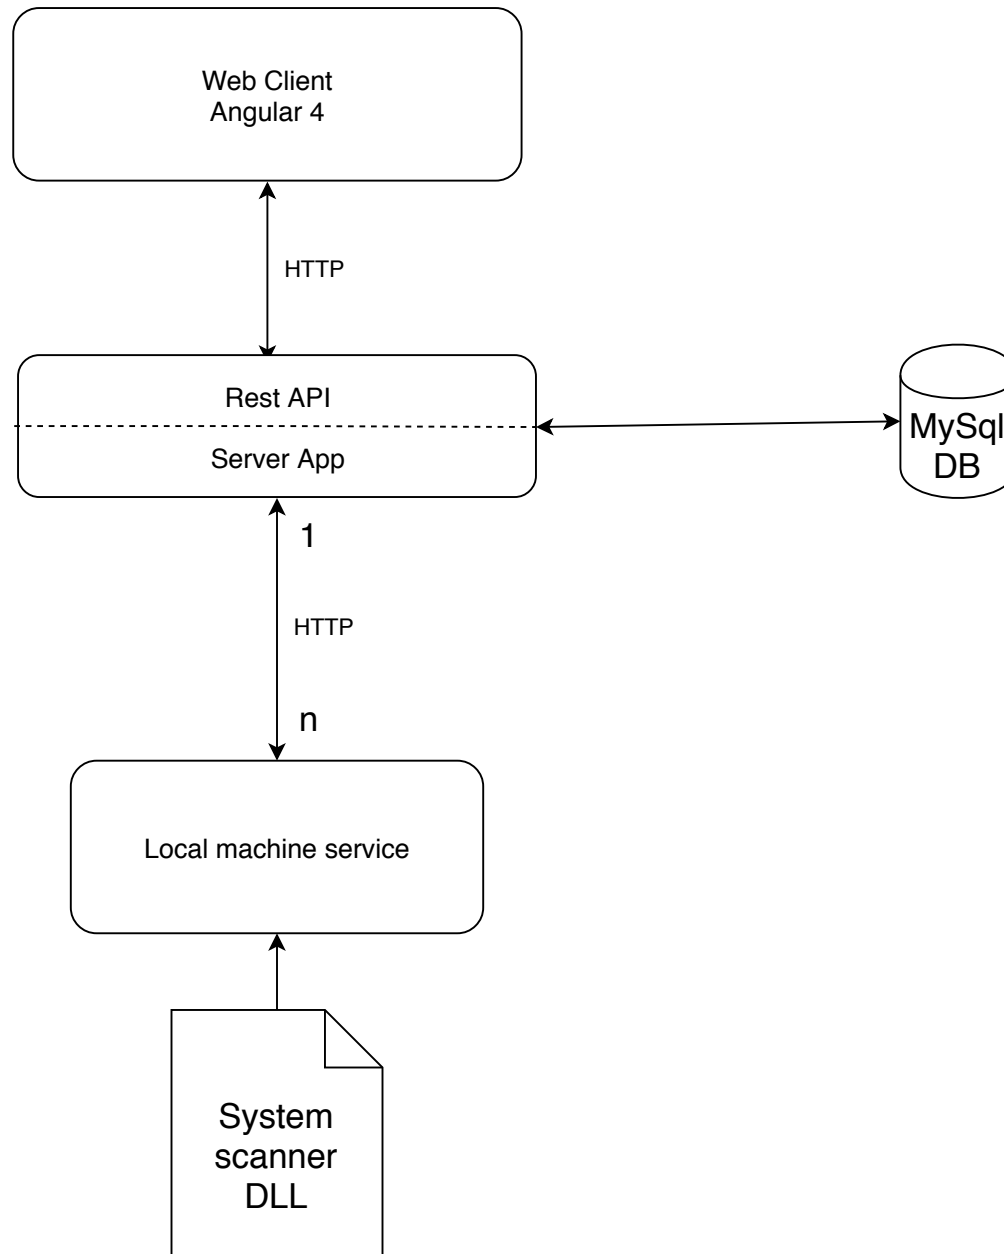 Web Client
Angular 4
HTTP
Rest API
Server App
MySql
DB
1
HTTP
n
Local machine service
System
scanner
DLL